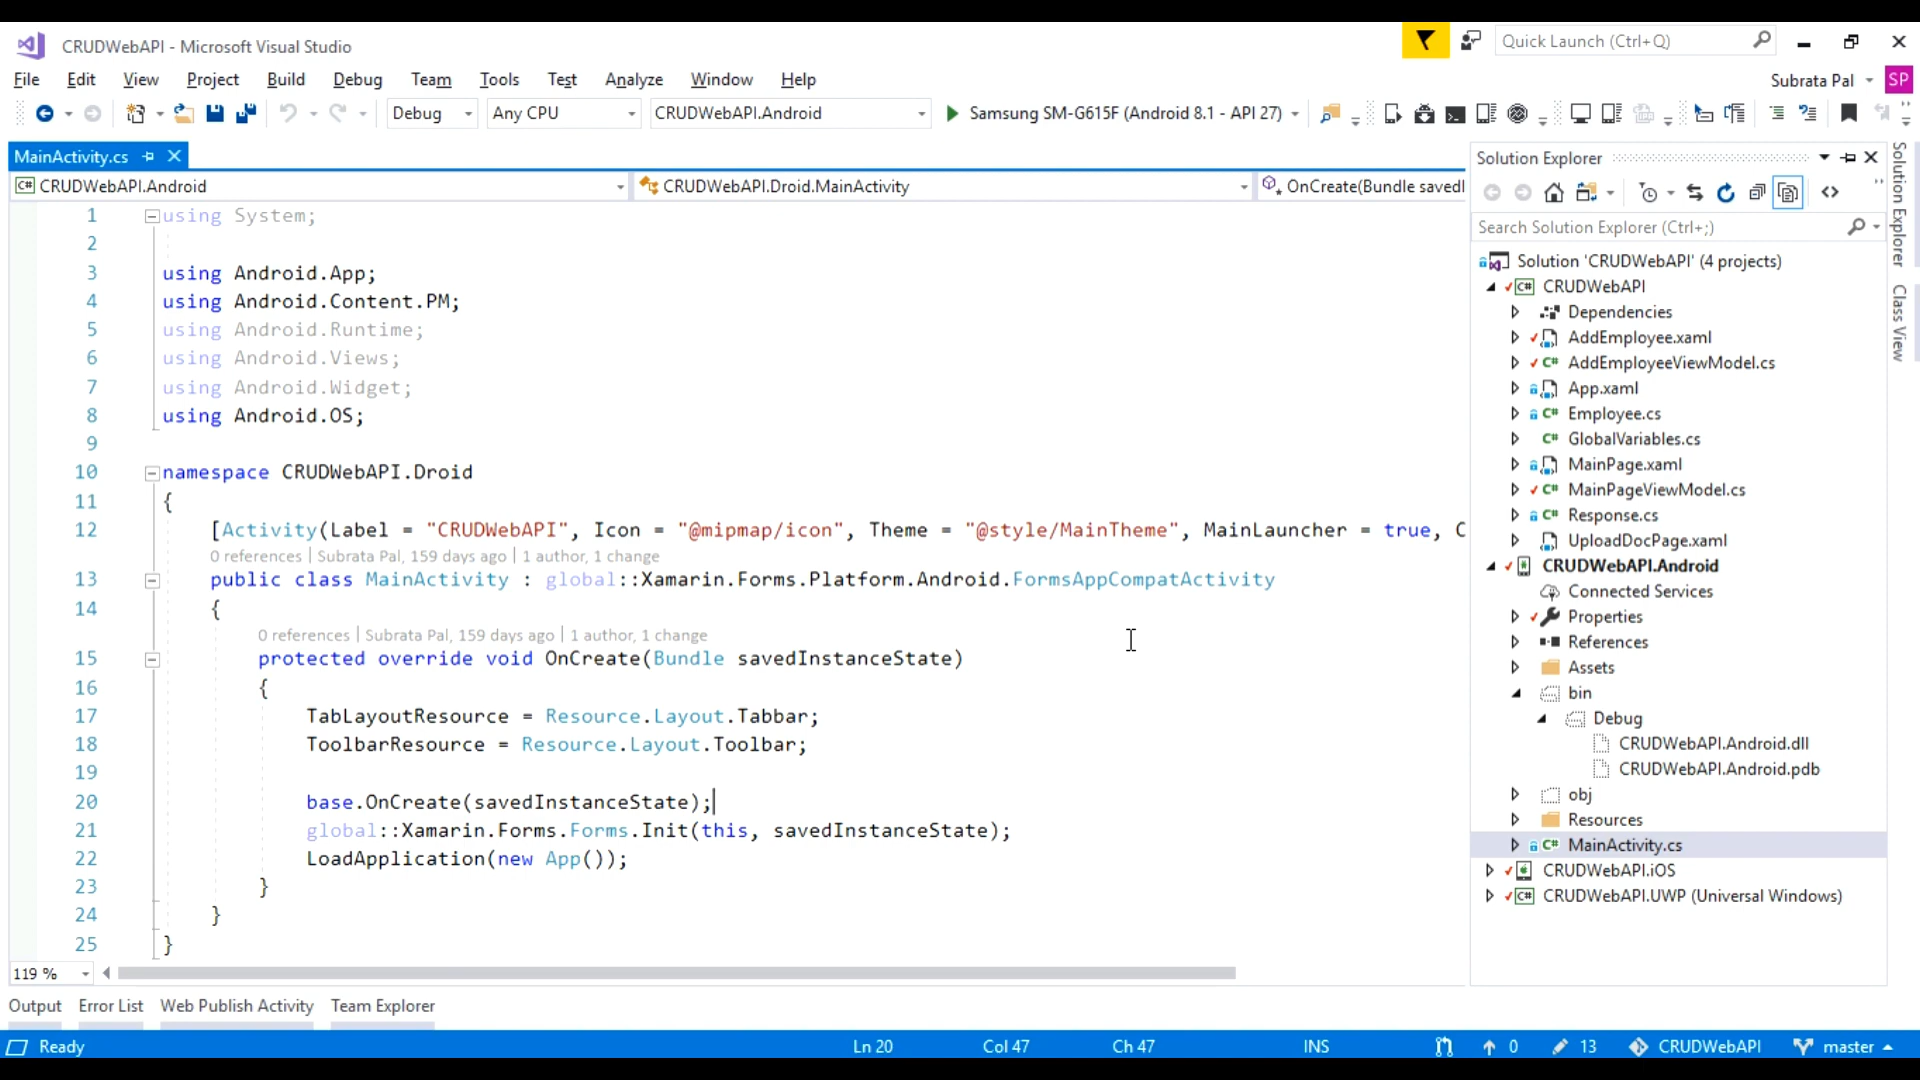 CRUDWebAPI - Microsoft Visual Studio
Quick Launch (Ctrl+Q)
File Edit View Project Build Debug Team Tools Test Analyze Window Help
Subrata Pal SP
Debug Any CPU CRUDWebAPI.Android Samsung SM-G615F (Android 8.1 - API 27)
MainActivity.cs
CRUDWebAPI.Android CRUDWebAPI.Droid.MainActivity OnCreate(Bundle savedI
1 using System;
2
3 using Android.App;
4 using Android.Content.PM;
5 using Android.Runtime;
6 using Android.Views;
7 using Android.Widget;
8 using Android.OS;
9
10 namespace CRUDWebAPI.Droid
11 {
12 [Activity(Label = "CRUDWebAPI", Icon = "@mipmap/icon", Theme = "@style/MainTheme", MainLauncher = true, C
0 references | Subrata Pal, 159 days ago | 1 author, 1 change
13 public class MainActivity : global::Xamarin.Forms.Platform.Android.FormsAppCompatActivity
14 {
0 references | Subrata Pal, 159 days ago | 1 author, 1 change
15 protected override void OnCreate(Bundle savedInstanceState)
16 {
17 TabLayoutResource = Resource.Layout.Tabbar;
18 ToolbarResource = Resource.Layout.Toolbar;
19
20 base.OnCreate(savedInstanceState);
21 global::Xamarin.Forms.Forms.Init(this, savedInstanceState);
22 LoadApplication(new App());
23 }
24 }
25 }
119 %
Solution Explorer
Search Solution Explorer (Ctrl+;)
Solution 'CRUDWebAPI' (4 projects)
CRUDWebAPI
Dependencies
AddEmployee.xaml
AddEmployeeViewModel.cs
App.xaml
Employee.cs
GlobalVariables.cs
MainPage.xaml
MainPageViewModel.cs
Response.cs
UploadDocPage.xaml
CRUDWebAPI.Android
Connected Services
Properties
References
Assets
bin
Debug
CRUDWebAPI.Android.dll
CRUDWebAPI.Android.pdb
obj
Resources
MainActivity.cs
CRUDWebAPI.iOS
CRUDWebAPI.UWP (Universal Windows)
Solution Explorer
Class View
Output Error List Web Publish Activity Team Explorer
Ready Ln 20 Col 47 Ch 47 INS 0 13 CRUDWebAPI master